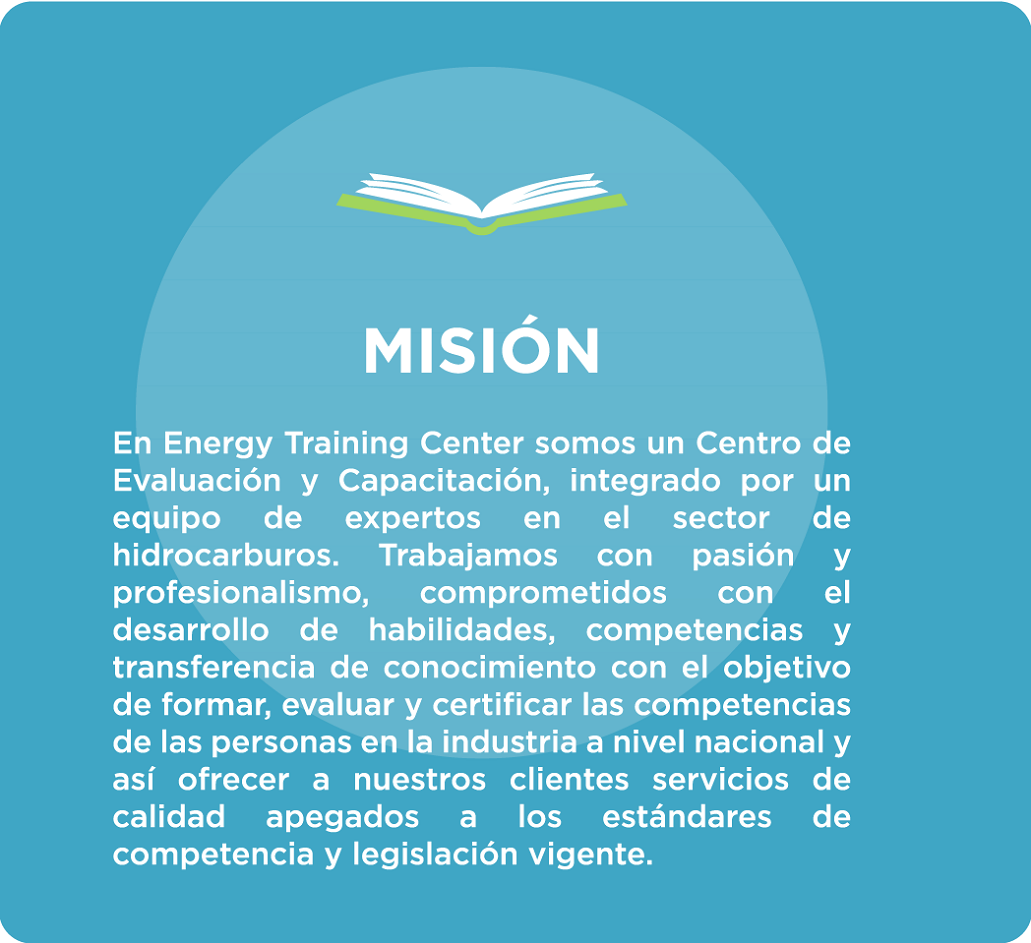 MISIÓN
En Energy Training Center somos un Centro de
Evaluación y Capacitación, integrado por un
equipo de expertos en el sector de
hidrocarburos. Trabajamos con pasión y
profesionalismo, comprometidos con el
desarrollo de habilidades, competencias y
transferencia de conocimiento con el objetivo
de formar, evaluar y certificar las competencias
de las personas en la industria a nivel nacional y
así ofrecer a nuestros clientes servicios de
calidad apegados a los estándares de
competencia y legislación vigente.